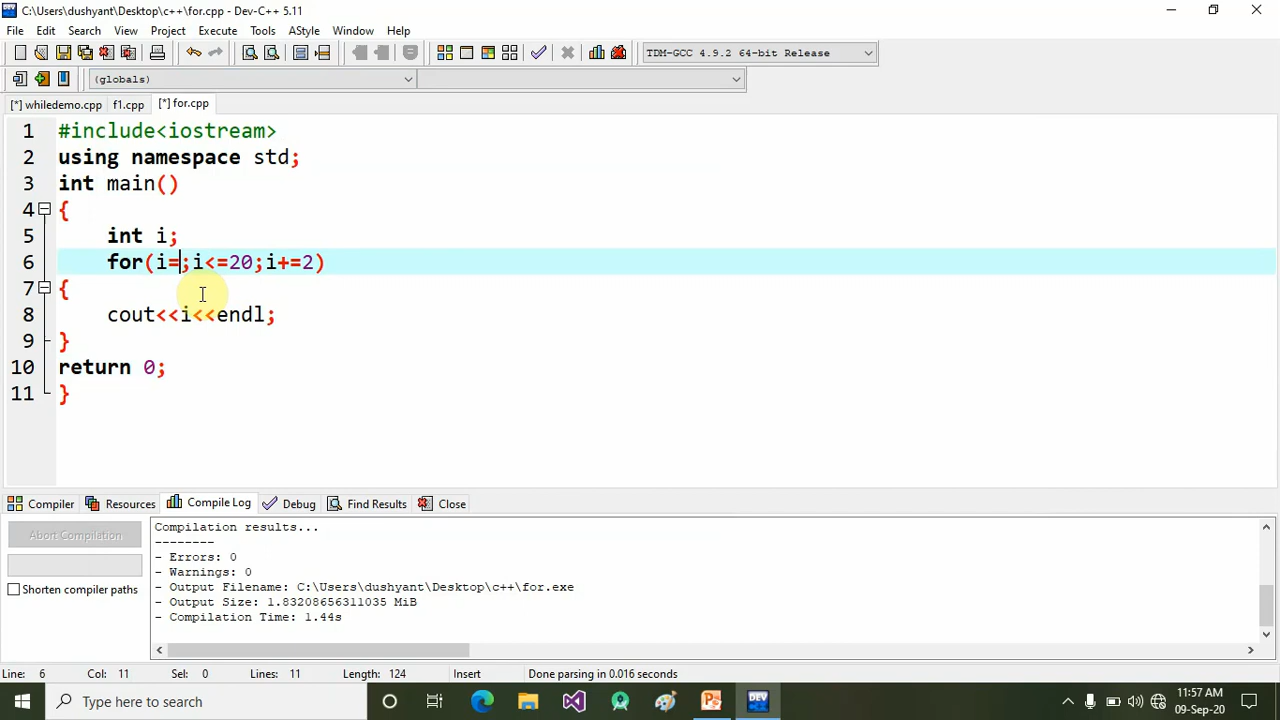 C:\Users\dushyant\Desktop\c++\for.cpp - Dev-C++ 5.11
File Edit Search View Project Execute Tools AStyle Window Help
TDM-GCC 4.9.2 64-bit Release
(globals)
[*] whiledemo.cpp f1.cpp [*] for.cpp
1 #include<iostream>
2 using namespace std;
3 int main()
4 {
5 int i;
6 for(i=;i<=20;i+=2)
7 {
8 cout<<i<<endl;
9 }
10 return 0;
11 }
Compiler Resources Compile Log Debug Find Results Close
Abort Compilation
Shorten compiler paths
Compilation results...
--------
- Errors: 0
- Warnings: 0
- Output Filename: C:\Users\dushyant\Desktop\c++\for.exe
- Output Size: 1.83208656311035 MiB
- Compilation Time: 1.44s
Line: 6 Col: 11 Sel: 0 Lines: 11 Length: 124 Insert Done parsing in 0.016 seconds
Type here to search
DEV
11:57 AM
09-Sep-20